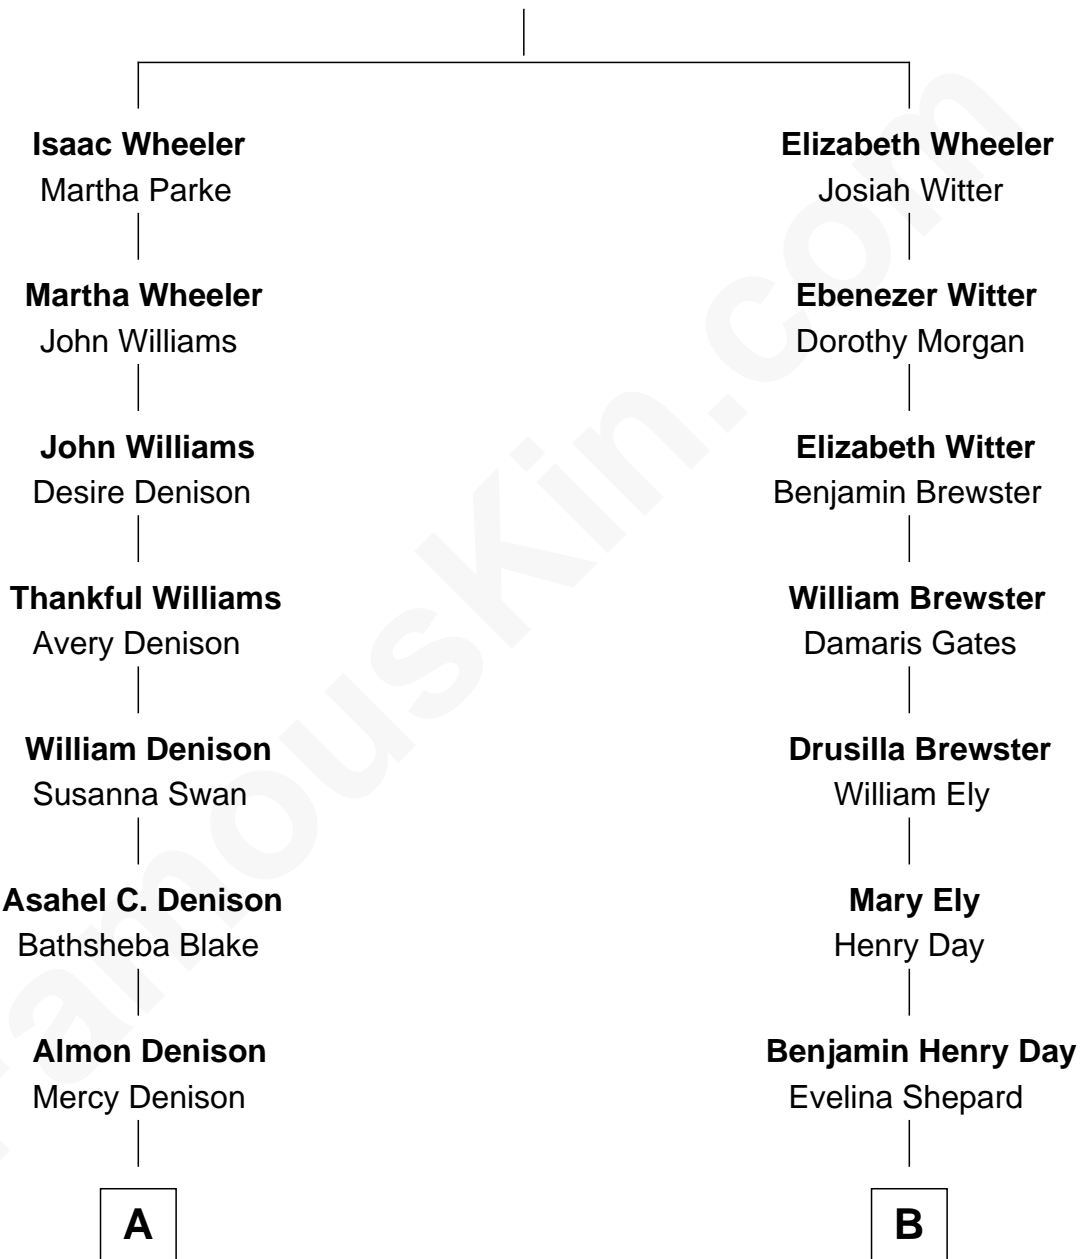 Isaac Wheeler
Martha Parke
Martha Wheeler
John Williams
John Williams
Desire Denison
Thankful Williams
Avery Denison
William Denison
Susanna Swan
Asahel C. Denison
Bathsheba Blake
Almon Denison
Mercy Denison
A
Elizabeth Wheeler
Josiah Witter
Ebenezer Witter
Dorothy Morgan
Elizabeth Witter
Benjamin Brewster
William Brewster
Damaris Gates
Drusilla Brewster
William Ely
Mary Ely
Henry Day
Benjamin Henry Day
Evelina Shepard
B
FamousKin.com